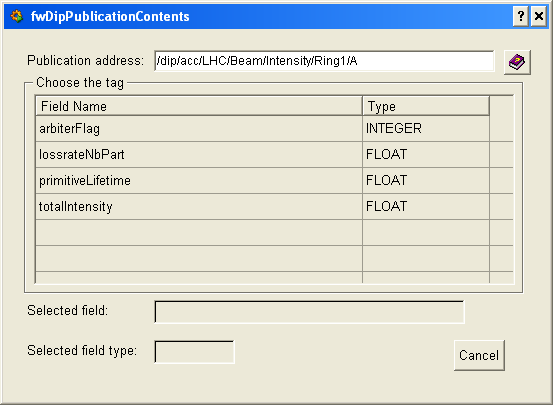 fwDipPublicationContents
Publication address: /dip/acc/LHC/Beam/Intensity/Ring1/A
Choose the tag
Field Name Type
arbiterFlag INTEGER
lossrateNbPart FLOAT
primitiveLifetime FLOAT
totalIntensity FLOAT
Selected field:
Selected field type:
Cancel